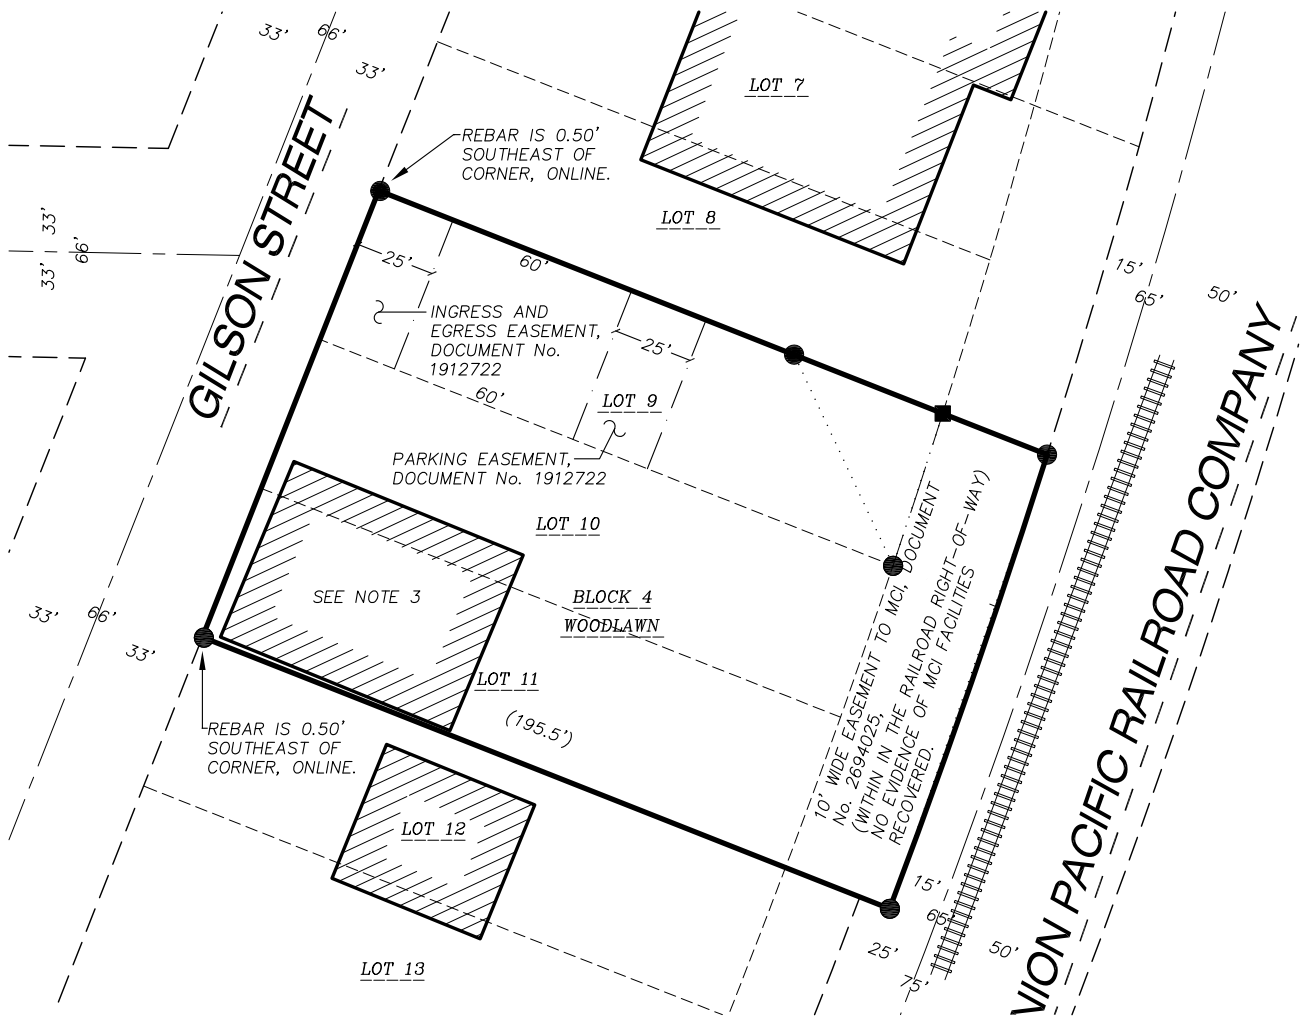 33'
66'
33'
LOT 7
REBAR IS 0.50'
SOUTHEAST OF
CORNER, ONLINE.
GILSON STREET
LOT 8
33'
66'
33'
25'
60'
15'
65'
50'
INGRESS AND
EGRESS EASEMENT,
DOCUMENT No.
1912722
25'
60'
LOT 9
PARKING EASEMENT,
DOCUMENT No. 1912722
LOT 10
SEE NOTE 3
BLOCK 4
WOODLAWN
33'
66'
33'
LOT 11
(195.5')
10' WIDE EASEMENT TO MCI, DOCUMENT
No. 2694025,
(WITHIN IN THE RAILROAD RIGHT-OF-WAY)
NO EVIDENCE OF MCI FACILITIES
RECOVERED.
REBAR IS 0.50'
SOUTHEAST OF
CORNER, ONLINE.
LOT 12
15'
65'
25'
50'
75'
LOT 13
NION PACIFIC RAILROAD COMPANY